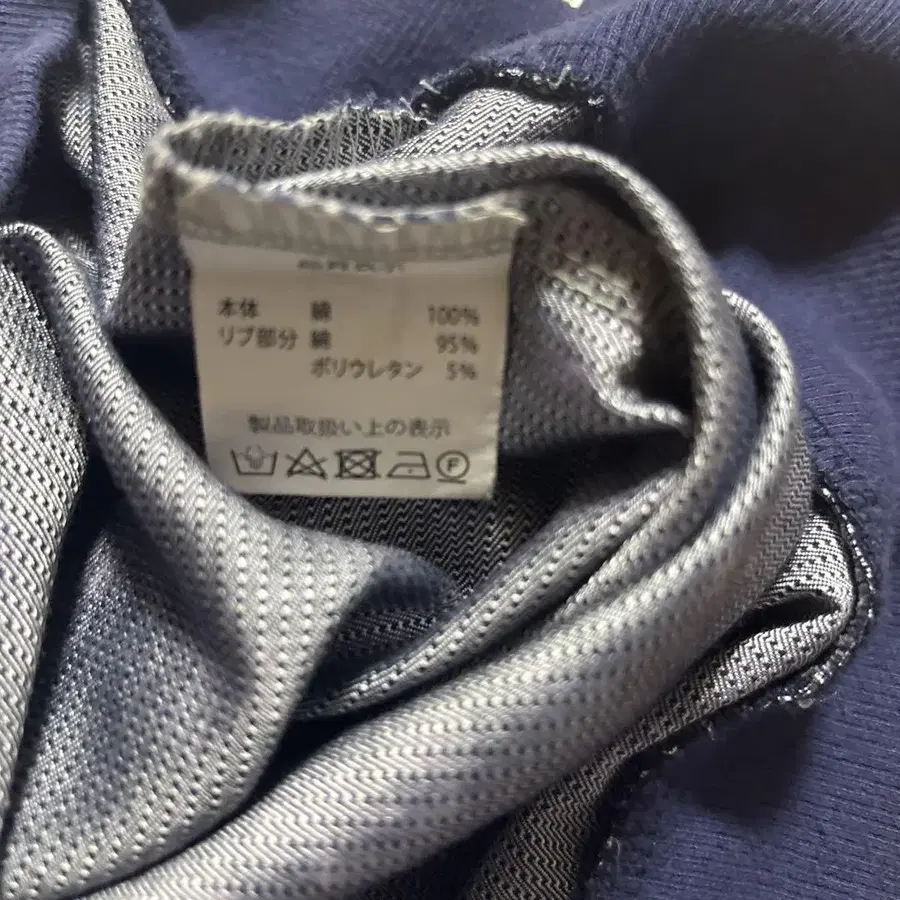 本体 綿 100%
リブ部分 綿 95%
ポリウレタン 5%
製品取扱い上の表示
F